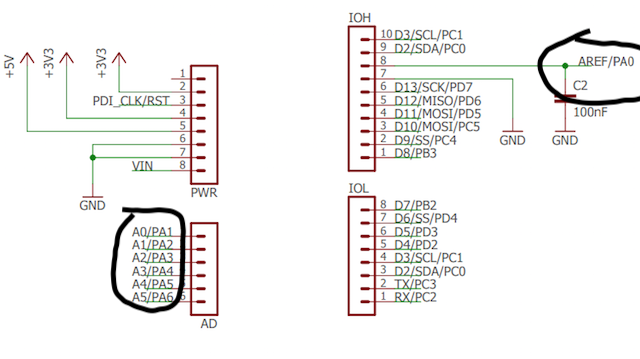 +5V
+3V3
+3V3
1
2
PDI_CLK/RST 3
4
5
6
7
VIN 8
GND
PWR
A0/PA1
A1/PA2
A2/PA3
A3/PA4
A4/PA5
A5/PA6
AD
IOH
10 D3/SCL/PC1
9 D2/SDA/PC0
8
7
6 D13/SCK/PD7
5 D12/MISO/PD6
4 D11/MOSI/PD5
3 D10/MOSI/PC5
2 D9/SS/PC4
1 D8/PB3
AREF/PA0
C2
100nF
GND
GND
IOL
8 D7/PB2
7 D6/SS/PD4
6 D5/PD3
5 D4/PD2
4 D3/SCL/PC1
3 D2/SDA/PC0
2 TX/PC3
1 RX/PC2